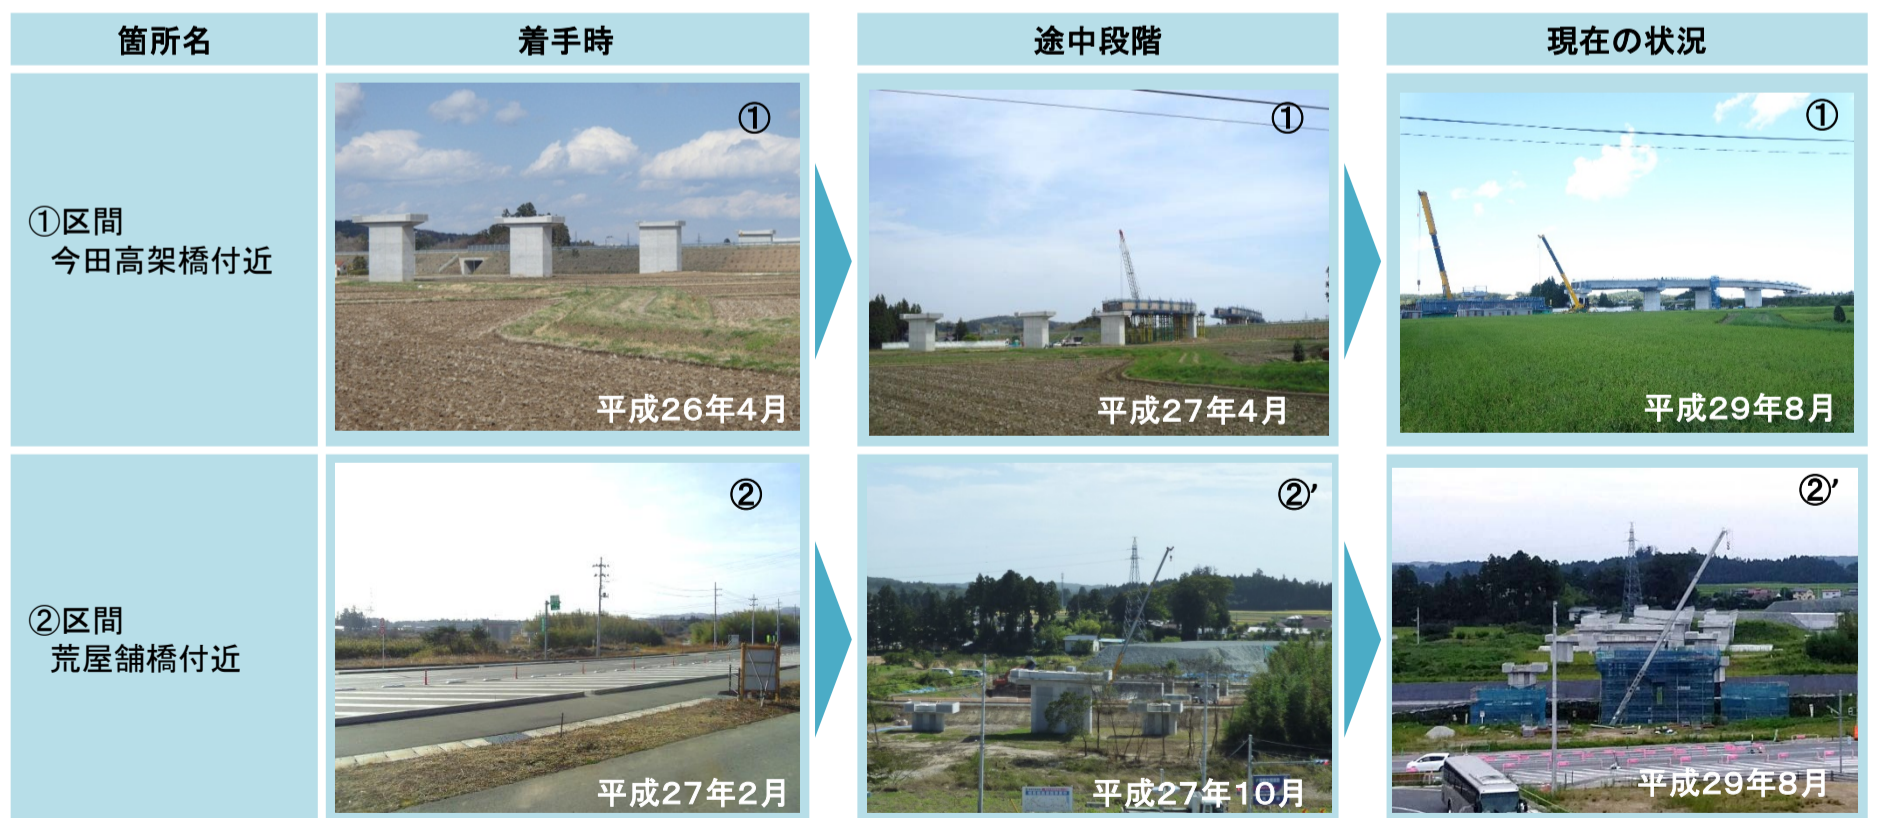 箇所名
着手時
途中段階
現在の状況
①区間
今田高架橋付近
①
平成26年4月
①
平成27年4月
①
平成29年8月
②区間
荒屋舗橋付近
②
平成27年2月
②’
平成27年10月
②’
平成29年8月